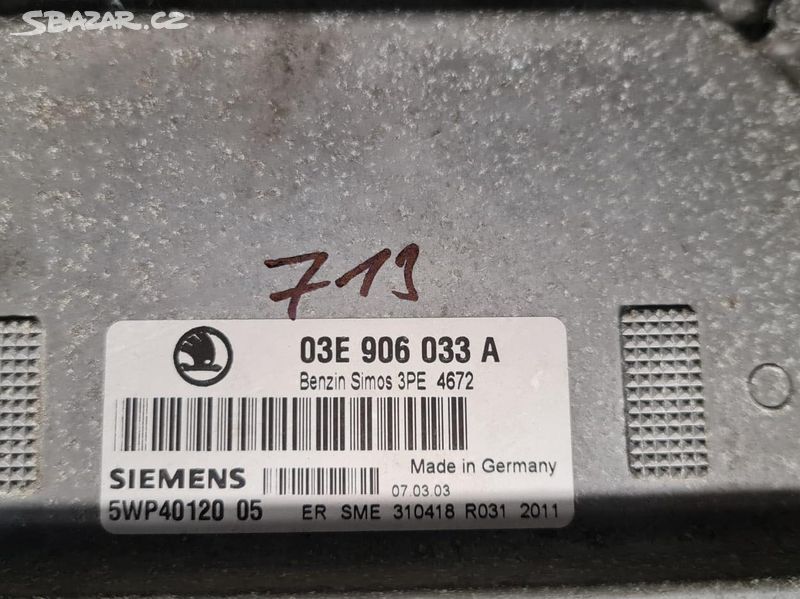 SBAZAR.CZ
719
03E 906 033 A
Benzin Simos 3PE 4672
SIEMENS
Made in Germany
07.03.03
5WP40120 05 ER SME 310418 R031 2011